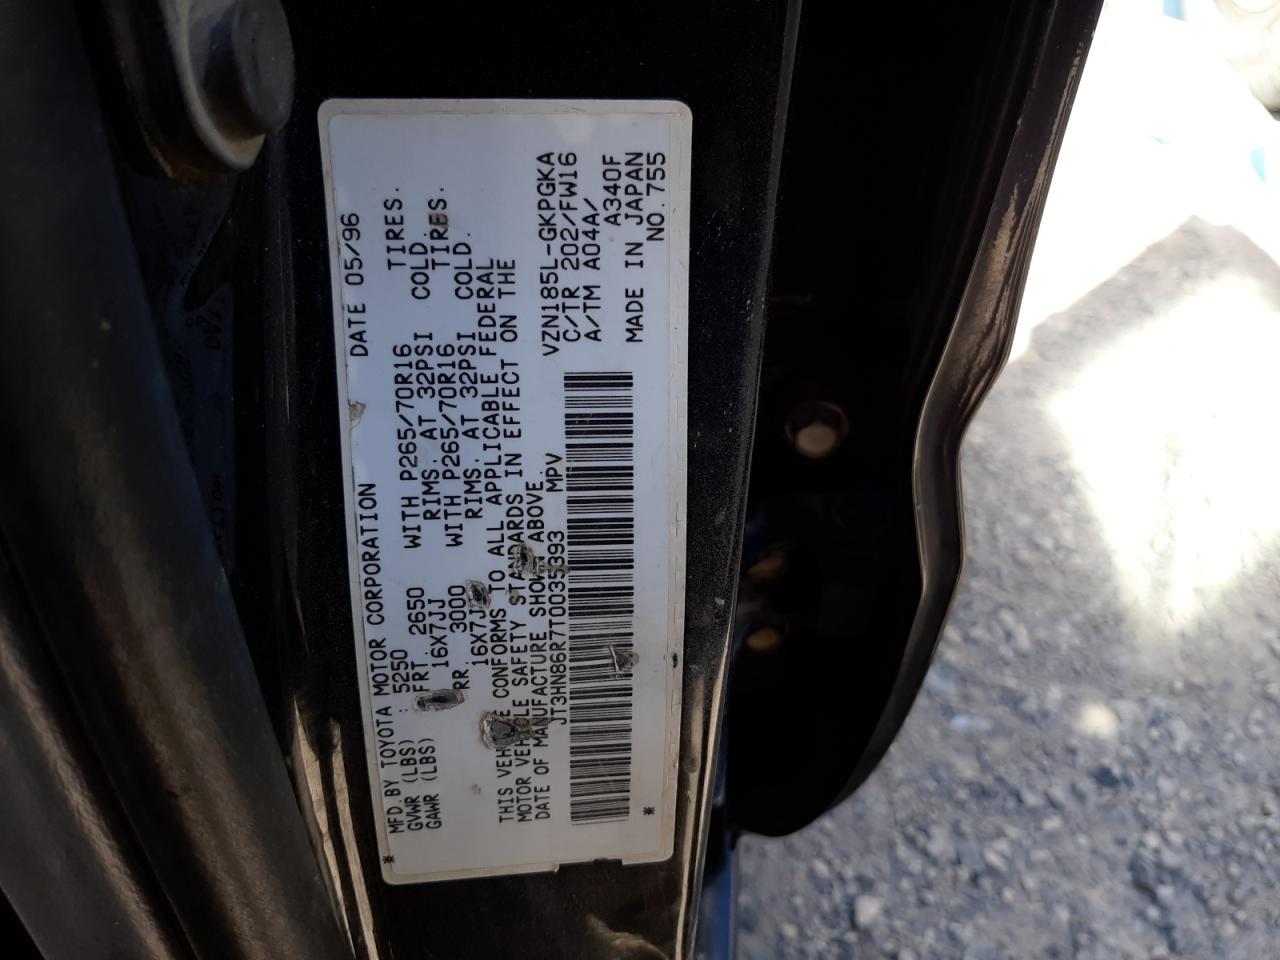 MFD. BY TOYOTA MOTOR CORPORATION DATE 05/96
GVWR (LBS) : 5250
GAWR (LBS) FRT. 2650 WITH P265/70R16 TIRES.
16X7JJ RIMS. AT 32PSI COLD.
RR. 3000 WITH P265/70R16 TIRES.
16X7JJ RIMS. AT 32PSI COLD.
THIS VEHICLE CONFORMS TO ALL APPLICABLE FEDERAL
MOTOR VEHICLE SAFETY STANDARDS IN EFFECT ON THE
DATE OF MANUFACTURE SHOWN ABOVE.
JT3HN86R7T0035393 MPV
VZN185L-GKPGKA
C/TR 202/FW16
A/TM A04A/
A340F
MADE IN JAPAN
NO. 755
* *